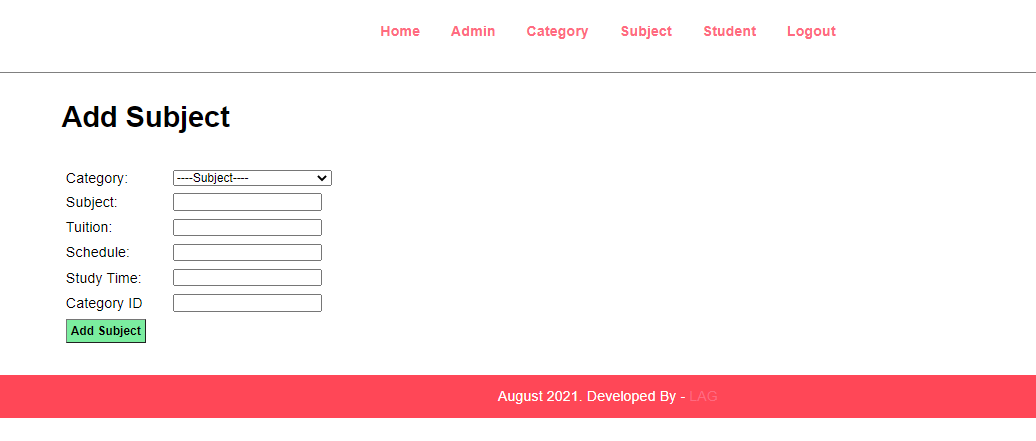 Home Admin Category Subject Student Logout
Add Subject
Category: ----Subject----
Subject:
Tuition:
Schedule:
Study Time:
Category ID
Add Subject
August 2021. Developed By - LAG